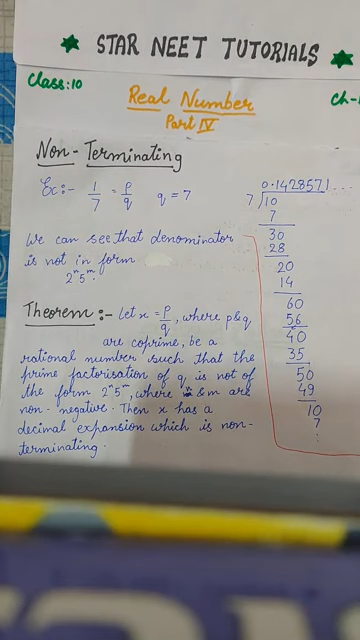 STAR NEET TUTORIALS
Class:10
Real Number
Ch-
Part IV
Non-Terminating
Ex:- 1/7 = p/q q = 7
We can see that denominator
is not in form
2ⁿ5ᵐ.
0.1428571...
7 10
7
30
28
20
14
60
56
40
35
50
49
10
7
:
Theorem :- Let x = p/q, where p & q
are coprime, be a
rational number such that the
prime factorisation of q is not of
the form 2ⁿ5ᵐ, where n & m are
non-negative. Then x has a
decimal expansion which is non-
terminating.